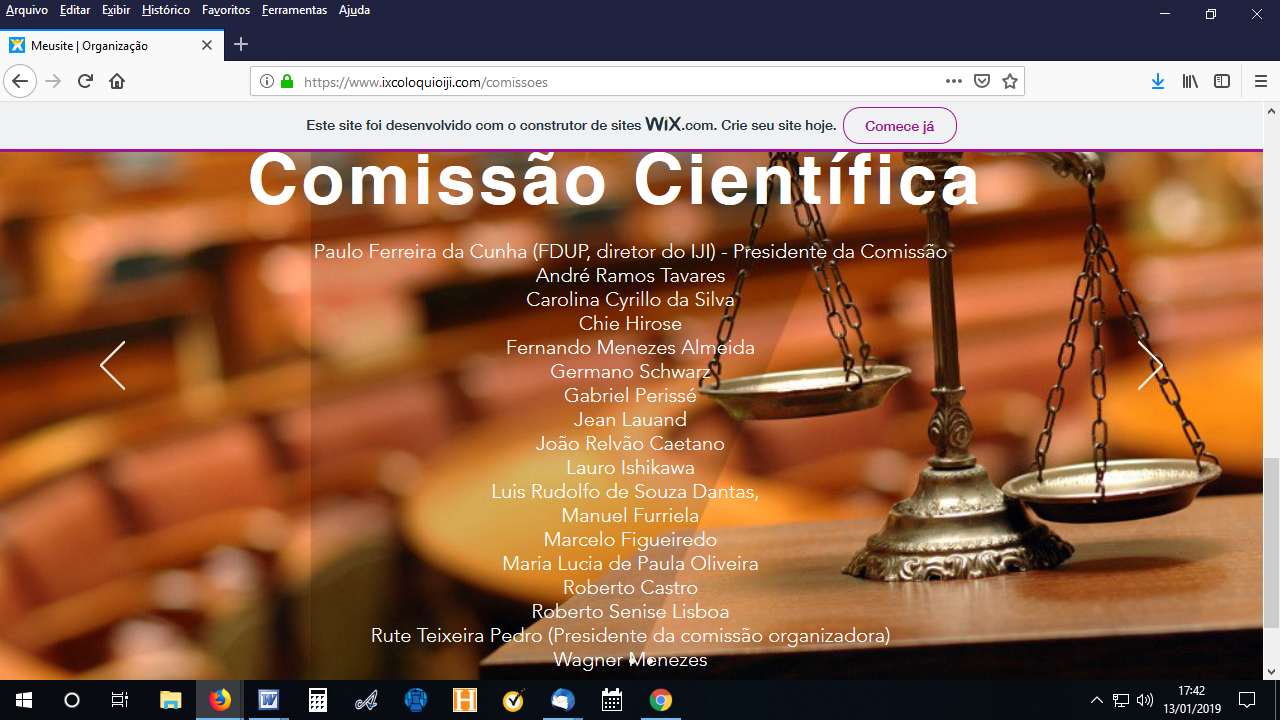 Arquivo Editar Exibir Histórico Favoritos Ferramentas Ajuda
Meusite | Organização
https://www.ixcoloquioiji.com/comissoes
Este site foi desenvolvido com o construtor de sites WiX.com. Crie seu site hoje. Comece já
Comissão Científica
Paulo Ferreira da Cunha (FDUP, diretor do IJI) - Presidente da Comissão
André Ramos Tavares
Carolina Cyrillo da Silva
Chie Hirose
Fernando Menezes Almeida
Germano Schwarz
Gabriel Perissé
Jean Lauand
João Relvão Caetano
Lauro Ishikawa
Luis Rudolfo de Souza Dantas,
Manuel Furriela
Marcelo Figueiredo
Maria Lucia de Paula Oliveira
Roberto Castro
Roberto Senise Lisboa
Rute Teixeira Pedro (Presidente da comissão organizadora)
Wagner Menezes
17:42
13/01/2019